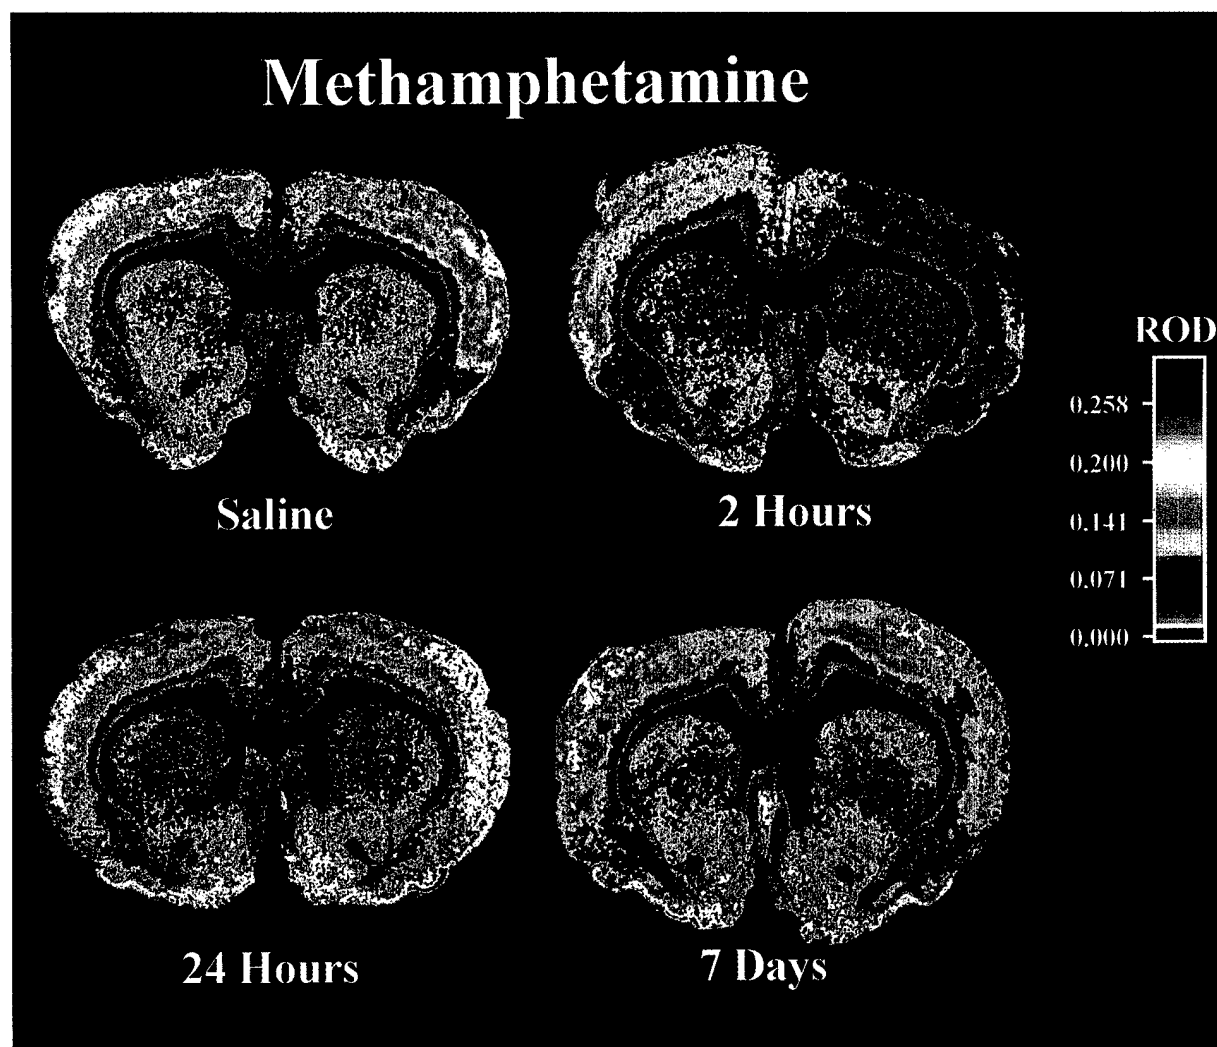 Methamphetamine
Saline
2 Hours
ROD
0.258
0.200
0.141
0.071
0.000
24 Hours
7 Days